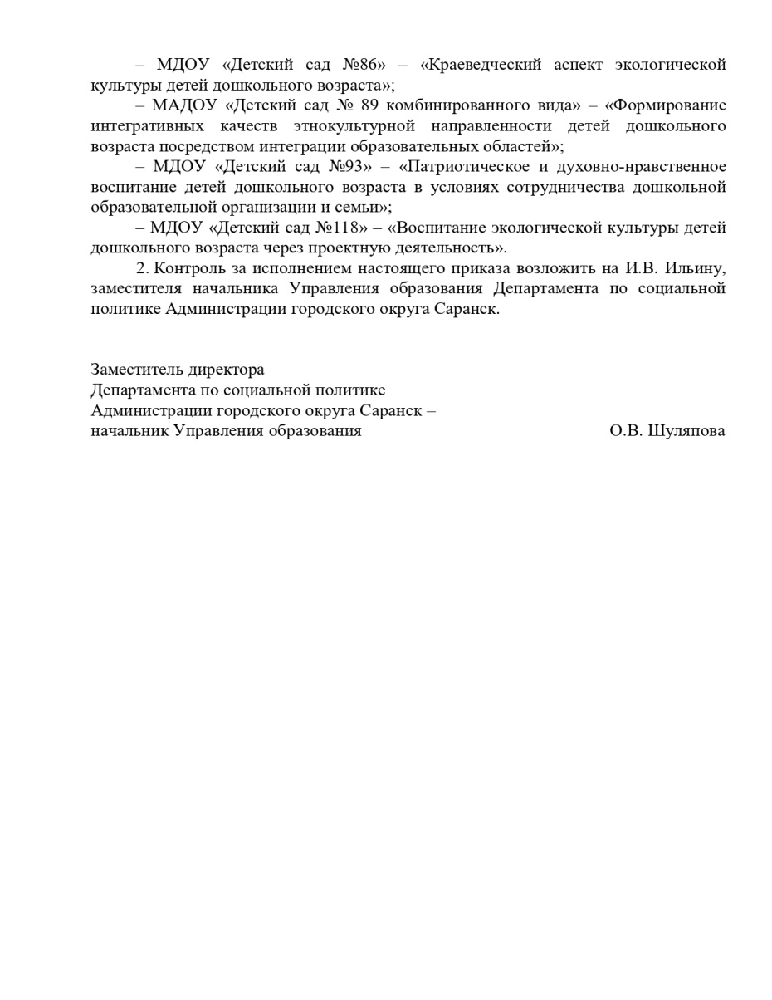 – МДОУ «Детский сад №86» – «Краеведческий аспект экологической
культуры детей дошкольного возраста»;
– МАДОУ «Детский сад № 89 комбинированного вида» – «Формирование
интегративных качеств этнокультурной направленности детей дошкольного
возраста посредством интеграции образовательных областей»;
– МДОУ «Детский сад №93» – «Патриотическое и духовно-нравственное
воспитание детей дошкольного возраста в условиях сотрудничества дошкольной
образовательной организации и семьи»;
– МДОУ «Детский сад №118» – «Воспитание экологической культуры детей
дошкольного возраста через проектную деятельность».
2. Контроль за исполнением настоящего приказа возложить на И.В. Ильину,
заместителя начальника Управления образования Департамента по социальной
политике Администрации городского округа Саранск.
Заместитель директора
Департамента по социальной политике
Администрации городского округа Саранск –
начальник Управления образования О.В. Шуляпова